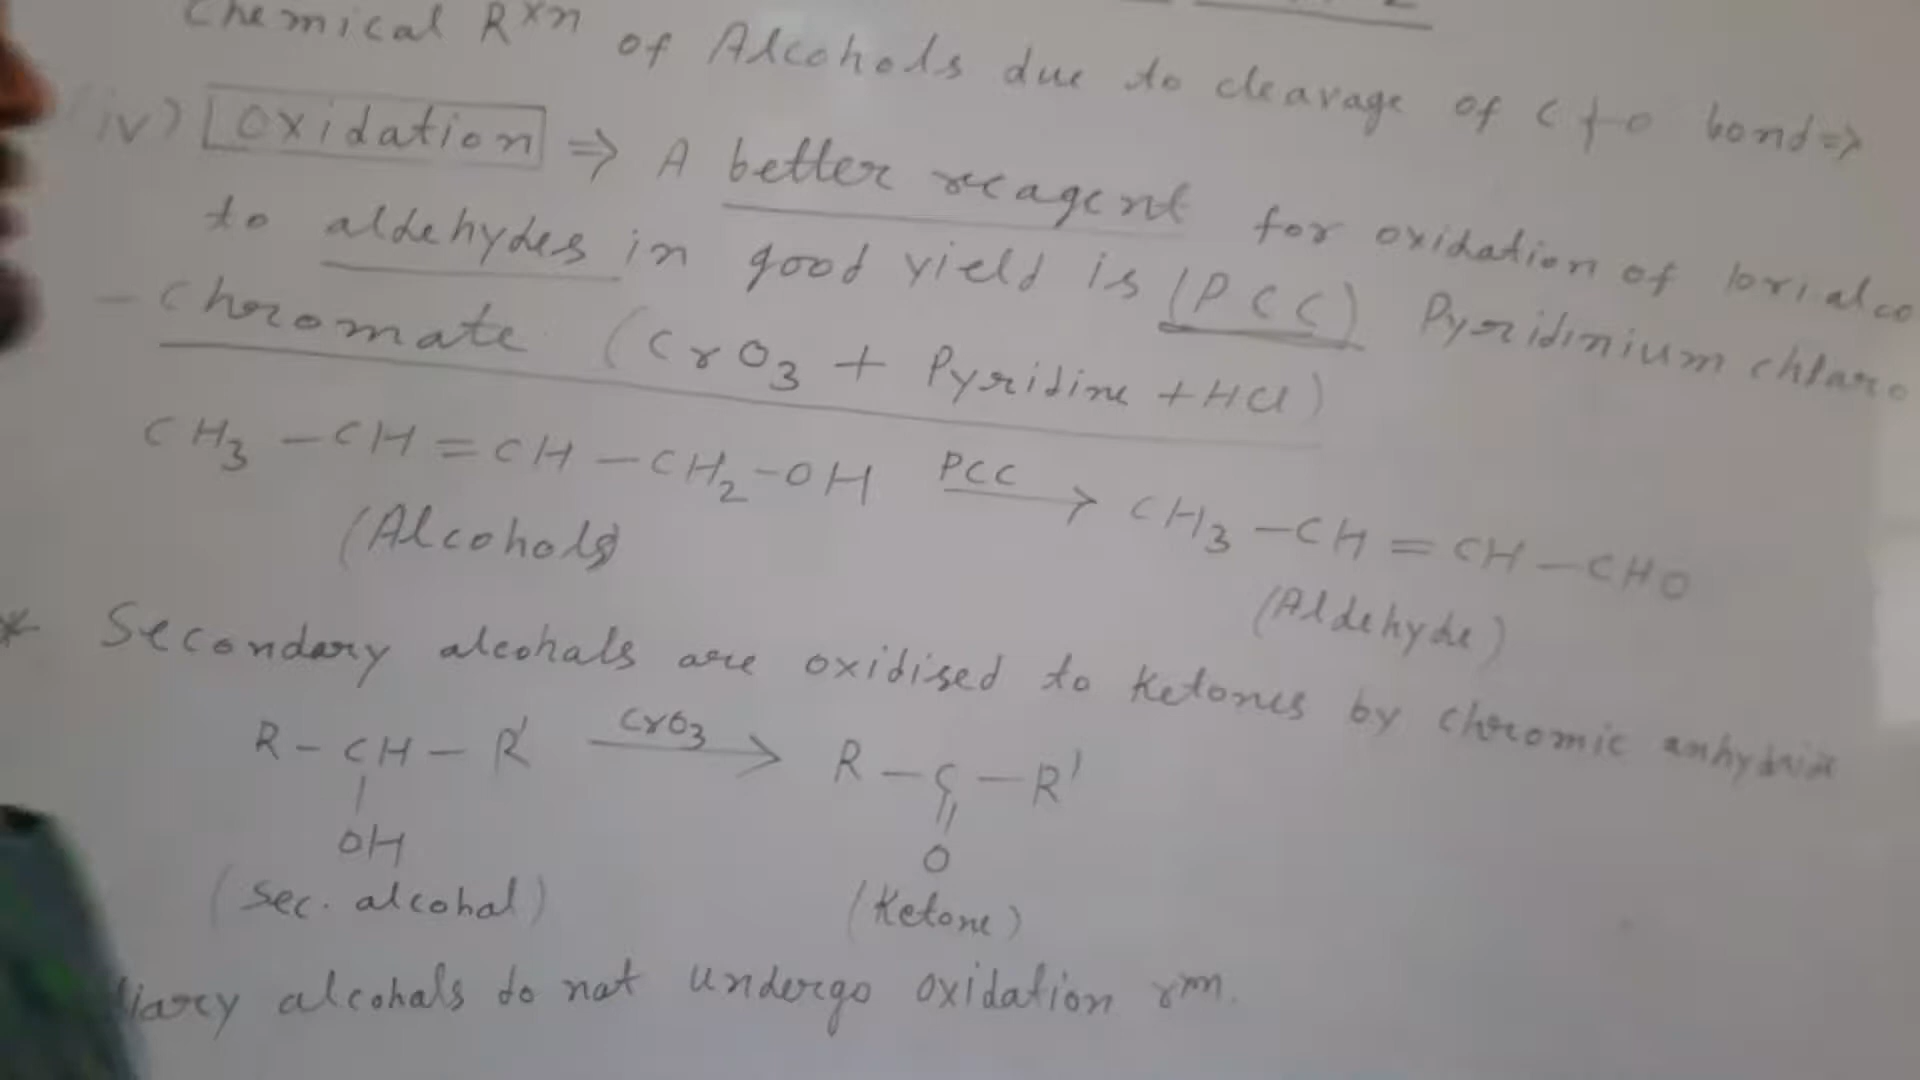 Chemical Rxn of Alcohols due to cleavage of C ┼ O bond ⇒
(iv) Oxidation ⇒ A better reagent for oxidation of 1° pri alco
to aldehydes in good yield is (PCC) Pyridinium chloro
- chromate (CrO3 + Pyridine + HCl)
CH3 – CH = CH – CH2 – OH PCC → CH3 – CH = CH – CHO
(Alcohols) (Aldehyde)
* Secondary alcohals are oxidised to Ketones by chromic
R – CH – R' CrO3 → R – C – R'
OH O
(Sec. alcohal) (Ketone)
tiary alcohals do not undergo oxidation rxn.